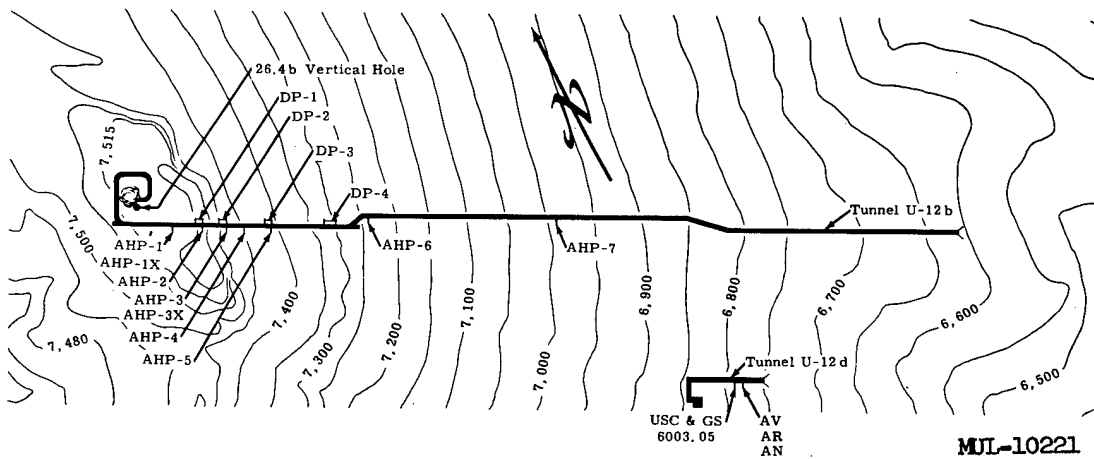 26.4b Vertical Hole
DP-1
DP-2
DP-3
DP-4
N
7,515
7,500
7,480
AHP-1
AHP-1X
AHP-2
AHP-3
AHP-3X
AHP-4
AHP-5
AHP-6
AHP-7
Tunnel U-12b
7,400
7,300
7,200
7,100
7,000
6,900
6,800
6,700
6,600
6,500
Tunnel U-12d
USC & GS
6003.05
AV
AR
AN
MUL-10221